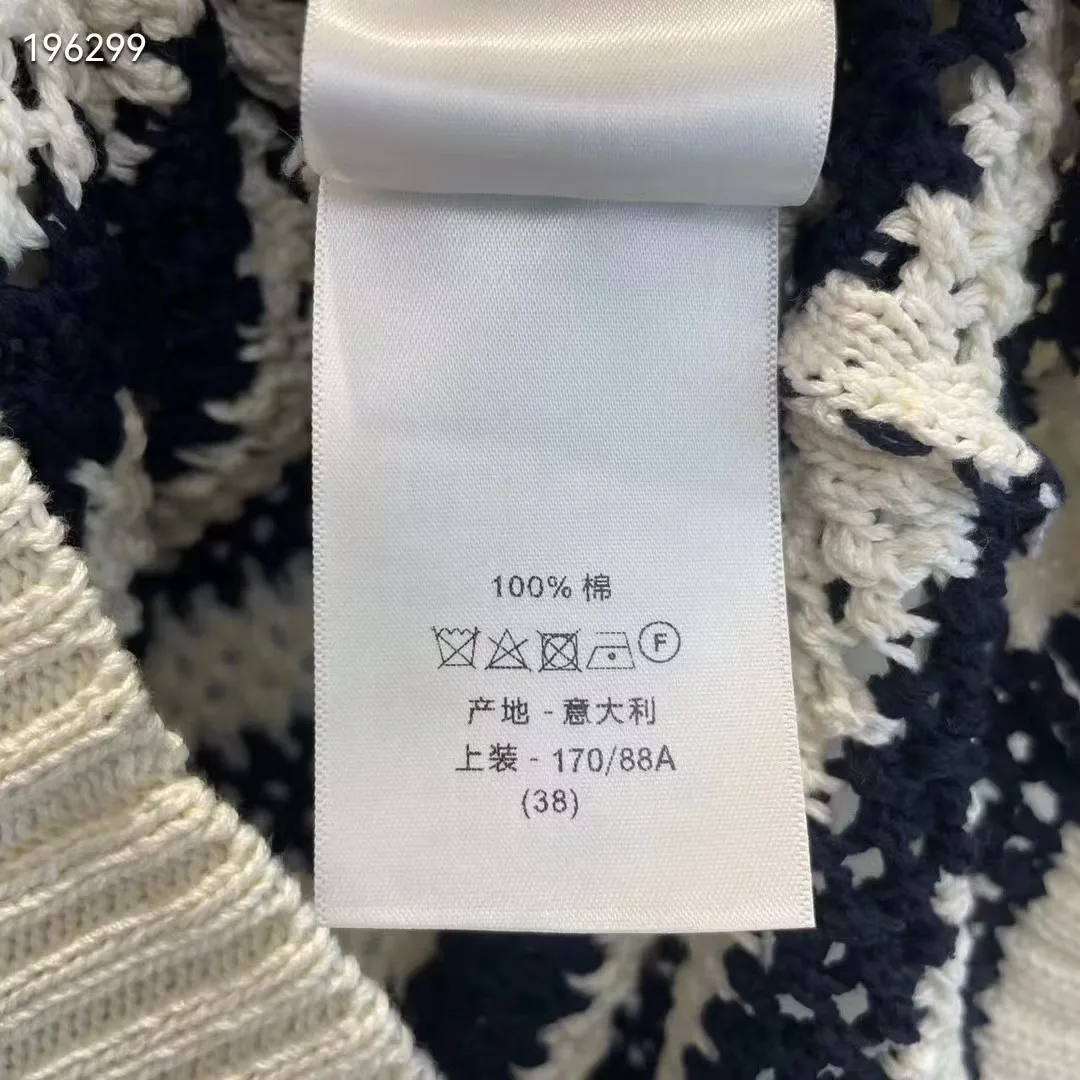 196299
100% 棉
F
产地 - 意大利
上装 - 170/88A
(38)